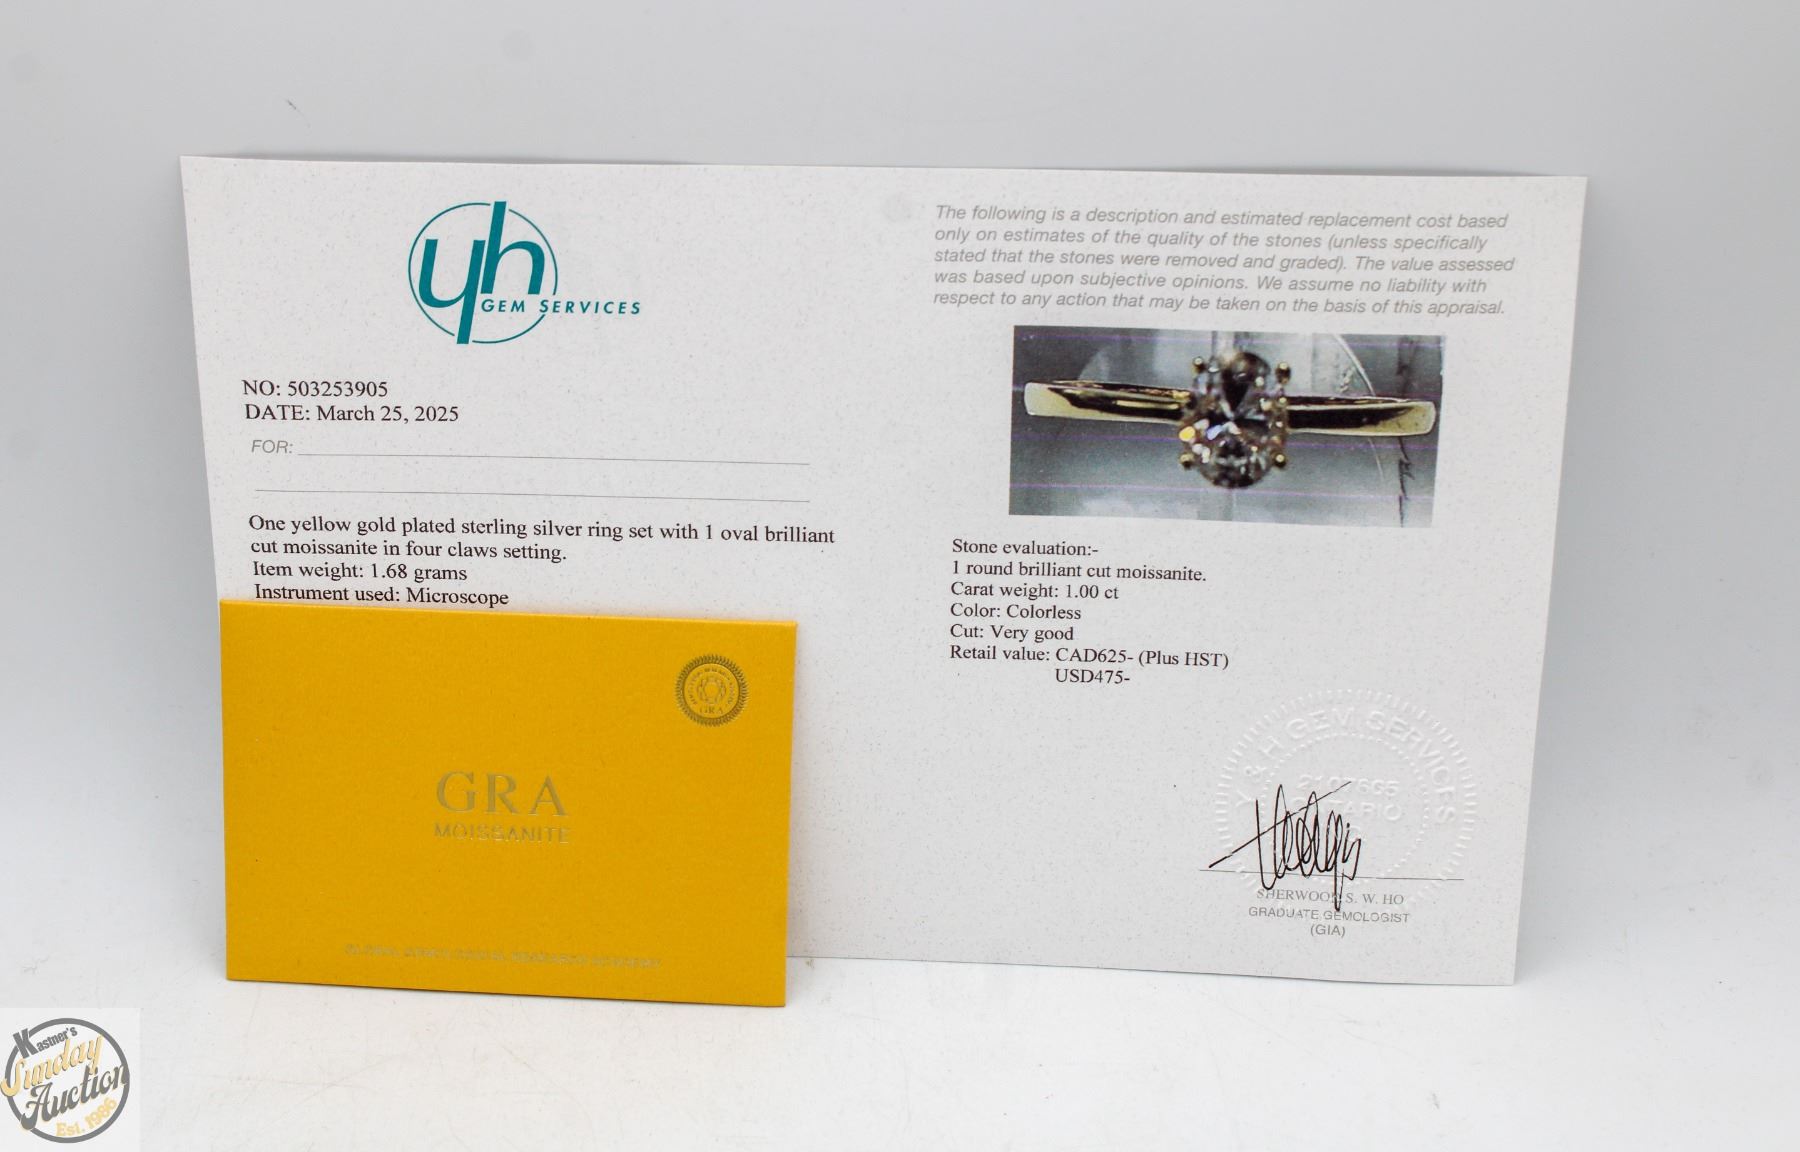 yh
GEM SERVICES
NO: 503253905
DATE: March 25, 2025
FOR:
One yellow gold plated sterling silver ring set with 1 oval brilliant
cut moissanite in four claws setting.
Item weight: 1.68 grams
Instrument used: Microscope
GRA
GRA
MOISSANITE
The following is a description and estimated replacement cost based
only on estimates of the quality of the stones (unless specifically
stated that the stones were removed and graded). The value assessed
was based upon subjective opinions. We assume no liability with
respect to any action that may be taken on the basis of this appraisal.
Stone evaluation:-
1 round brilliant cut moissanite.
Carat weight: 1.00 ct
Color: Colorless
Cut: Very good
Retail value: CAD625- (Plus HST)
USD475-
Y & H GEM SERVICES
ONTARIO
SHERWOOD S. W. HO
GRADUATE GEMOLOGIST
(GIA)
Kastner's
Sunday
Auction
Est. 1986